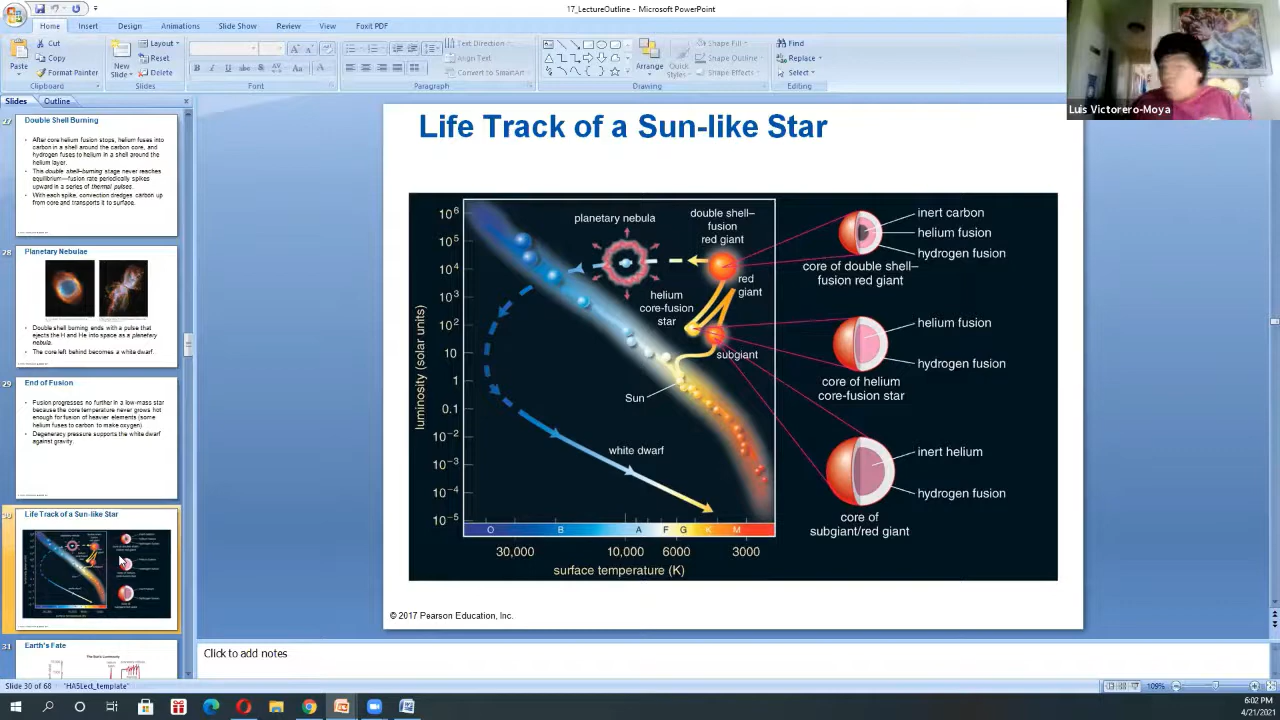 17_LectureOutline - Microsoft PowerPoint
Home Insert Design Animations Slide Show Review View Foxit PDF
Cut
Copy
Format Painter
Paste
Clipboard
New
Slide
Layout
Reset
Delete
Slides
Font
Text Direction
Align Text
Convert to SmartArt
Paragraph
Arrange
Quick
Styles
Shape Fill
Shape Outline
Shape Effects
Drawing
Find
Replace
Select
Editing
Luis Victorero-Moya
Slides Outline
27
Double Shell Burning
• After core helium fusion stops, helium fuses into
carbon in a shell around the carbon core, and
hydrogen fuses to helium in a shell around the
helium layer.
• This double shell–burning stage never reaches
equilibrium—fusion rate periodically spikes
upward in a series of thermal pulses.
• With each spike, convection dredges carbon up
from core and transports it to surface.
28
Planetary Nebulae
• Double shell burning ends with a pulse that
ejects the H and He into space as a planetary
nebula.
• The core left behind becomes a white dwarf.
29
End of Fusion
• Fusion progresses no further in a low-mass star
because the core temperature never grows hot
enough for fusion of heavier elements (some
helium fuses to carbon to make oxygen).
• Degeneracy pressure supports the white dwarf
against gravity.
30
Life Track of a Sun-like Star
31
Earth's Fate
The Sun's Luminosity
Life Track of a Sun-like Star
luminosity (solar units)
10⁶
10⁵
10⁴
10³
10²
10
1
0.1
10⁻²
10⁻³
10⁻⁴
10⁻⁵
planetary nebula
double shell–
fusion
red giant
red
giant
helium
core-fusion
star
subgiant
Sun
white dwarf
O B A F G K M
30,000 10,000 6000 3000
surface temperature (K)
inert carbon
helium fusion
hydrogen fusion
core of double shell–
fusion red giant
helium fusion
hydrogen fusion
core of helium
core-fusion star
inert helium
hydrogen fusion
core of
subgiant/red giant
© 2017 Pearson Education, Inc.
Click to add notes
Slide 30 of 68 "HA5Lect_template"
109%
6:02 PM
4/21/2021